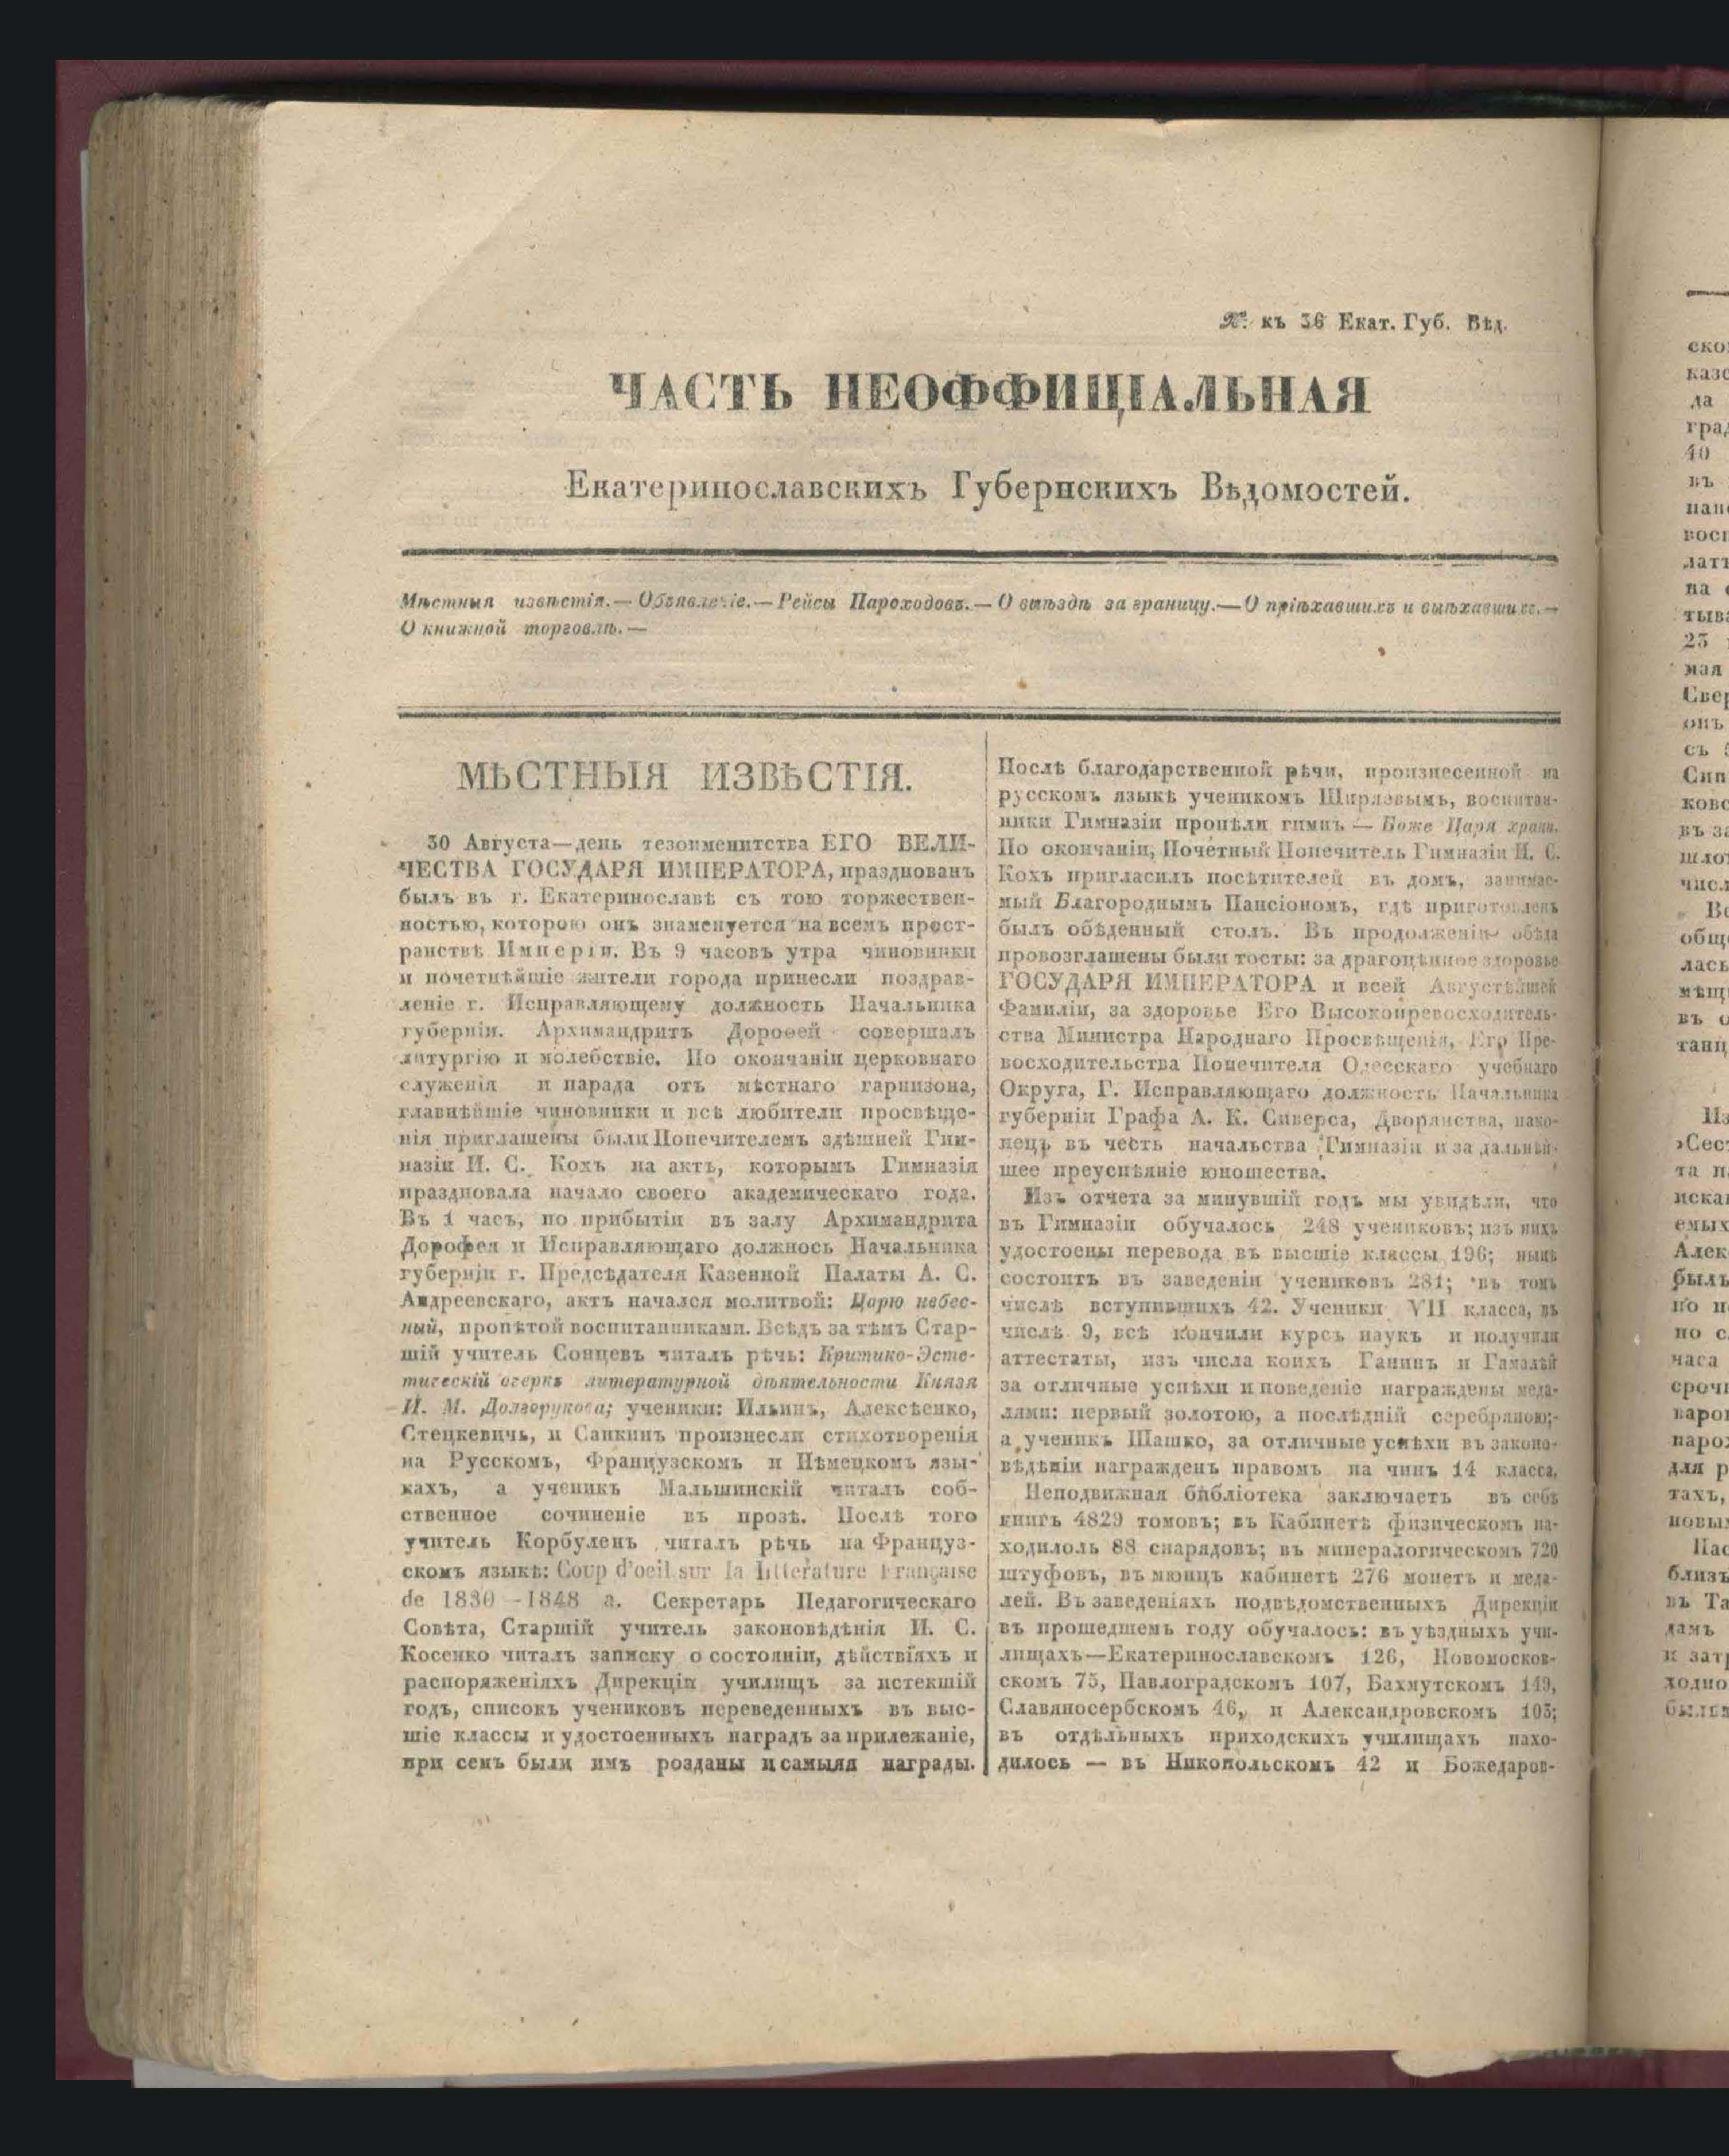 №. къ 36 Екат. Губ. Вѣд.
ЧАСТЬ НЕОФФИЦІАЛЬНАЯ
Екатеринославскихъ Губернскихъ Вѣдомостей.
Мѣстныя извѣстія.— Объявленіе.— Рейсы Пароходовъ.— О выѣздѣ за границу.— О пріѣхавшихъ и выѣхавшихъ.—
О книжной торговлѣ.—
МѢСТНЫЯ ИЗВѢСТІЯ.
30 Августа—день тезоименитства ЕГО ВЕЛИ-
ЧЕСТВА ГОСУДАРЯ ИМПЕРАТОРА, празднованъ
былъ въ г. Екатеринославѣ съ тою торжествен-
ностью, которою онъ знаменуется на всемъ прост-
ранствѣ Имперіи. Въ 9 часовъ утра чиновники
и почетнѣйшіе жители города принесли поздрав-
леніе г. Исправляющему должность Начальника
губерніи. Архимандритъ Дороѳей совершалъ
литургію и молебствіе. По окончаніи церковнаго
служенія и парада отъ мѣстнаго гарнизона,
главнѣйшіе чиновники и всѣ любители просвѣще-
нія приглашены были Попечителемъ здѣшней Гим-
назіи И. С. Кохъ на актъ, которымъ Гимназія
праздновала начало своего академическаго года.
Въ 1 часъ, по прибытіи въ залу Архимандрита
Дорофея и Исправляющаго должнось Начальника
губерніи г. Предсѣдателя Казенной Палаты А. С.
Андреевскаго, актъ начался молитвой: Царю небес-
ный, пропѣтой воспитанниками. Всѣдъ за тѣмъ Стар-
шій учитель Сонцевъ читалъ рѣчь: Критико-Эсте-
тическій очеркъ литературной дѣятельности Князя
И. М. Долгорукова; ученики: Ильинъ, Алексѣенко,
Стецкевичь, и Санкинъ произнесли стихотворенія
на Русскомъ, Французскомъ и Нѣмецкомъ язы-
кахъ, а ученикъ Малышинскій читалъ соб-
ственное сочиненіе въ прозѣ. Послѣ того
учитель Корбуленъ читалъ рѣчь на Француз-
скомъ языкѣ: Coup d'oeil sur la litterature Française
de 1830 - 1848 a. Секретарь Педагогическаго
Совѣта, Старшій учитель законовѣдѣнія И. С.
Косенко читалъ записку о состояніи, дѣйствіяхъ и
распоряженіяхъ Дирекціи училищъ за истекшій
годъ, списокъ учениковъ переведенныхъ въ выс-
шіе классы и удостоенныхъ наградъ за прилежаніе,
при семъ были имъ розданы и самыяя награды.
Послѣ благодарственной рѣчи, произнесенной на
русскомъ языкѣ ученикомъ Ширяевымъ, воспитан-
ники Гимназіи пропѣли гимнъ — Боже Царя храни.
По окончаніи, Почетный Попечитель Гимназіи И. С.
Кохъ пригласилъ посѣтителей въ домъ, занимае-
мый Благороднымъ Пансіономъ, гдѣ приготовленъ
былъ обѣденный столъ. Въ продолженіи обѣда
провозглашены были тосты: за драгоцѣнное здоровье
ГОСУДАРЯ ИМПЕРАТОРА и всей Августѣйшей
Фамиліи, за здоровье Его Высокопревосходитель-
ства Министра Народнаго Просвѣщенія, Его Пре-
восходительства Попечителя Одесскаго учебнаго
Округа, Г. Исправляющаго должность Начальника
губерніи Графа А. К. Сиверса, Дворянства, нако-
нецъ въ честь начальства Гимназіи и за дальнѣй-
шее преуспѣяніе юношества.
Изъ отчета за минувшій годъ мы увидѣли, что
въ Гимназіи обучалось 248 учениковъ; изъ нихъ
удостоены перевода въ высшіе классы 196; нынѣ
состоитъ въ заведеніи учениковъ 281; въ томъ
числѣ вступившихъ 42. Ученики VII класса, въ
числѣ 9, всѣ кончили курсъ наукъ и получили
аттестаты, изъ числа коихъ Ганинъ и Гамалѣй
за отличные успѣхи и поведеніе награждены меда-
лями: первый золотою, а послѣдній серебряною;
а ученикъ Шашко, за отличные успѣхи въ законо-
вѣдѣніи награжденъ правомъ на чинъ 14 класса,
Неподвижная библіотека заключаетъ въ себѣ
книгъ 4829 томовъ; въ Кабинетѣ физическомъ на-
ходилоль 88 снарядовъ; въ минералогическомъ 720
штуфовъ, въ мюнцъ кабинетѣ 276 монетъ и меда-
лей. Въ заведеніяхъ подвѣдомственныхъ Дирекціи
въ прошедшемъ году обучалось: въ уѣздныхъ учи-
лищахъ—Екатеринославскомъ 126, Новомосков-
скомъ 75, Павлоградскомъ 107, Бахмутскомъ 149,
Славяносербскомъ 46, и Александровскомъ 103;
въ отдѣльныхъ приходскихъ училищахъ нахо-
дилось — въ Никопольскомъ 42 и Божедаров-